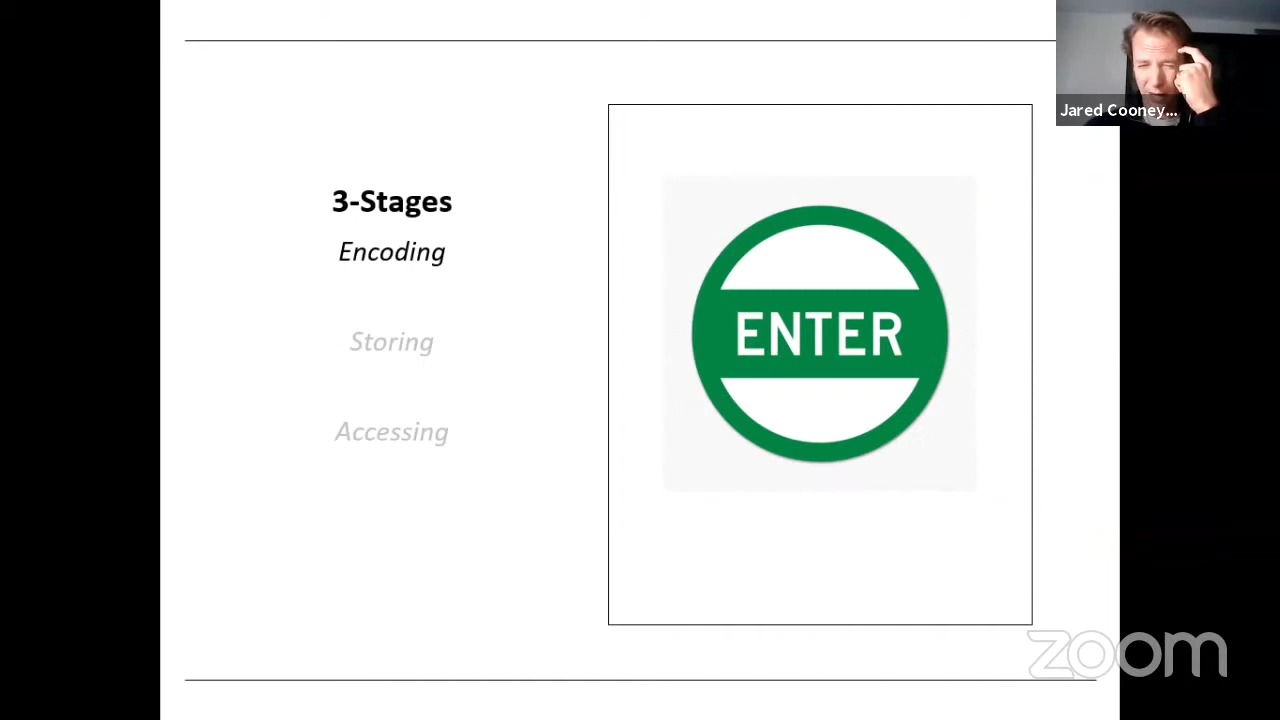 3-Stages
Encoding
Storing
Accessing
ENTER
Jared Cooney...
zoom